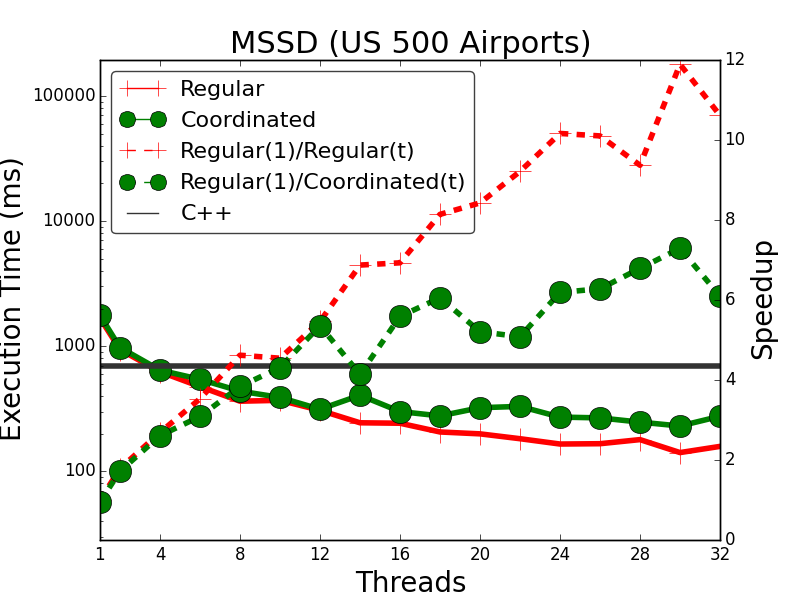 MSSD (US 500 Airports)
Regular
Coordinated
Regular(1)/Regular(t)
Regular(1)/Coordinated(t)
C++
100000
10000
1000
100
Execution Time (ms)
12
10
8
6
4
2
0
Speedup
1 4 8 12 16 20 24 28 32
Threads